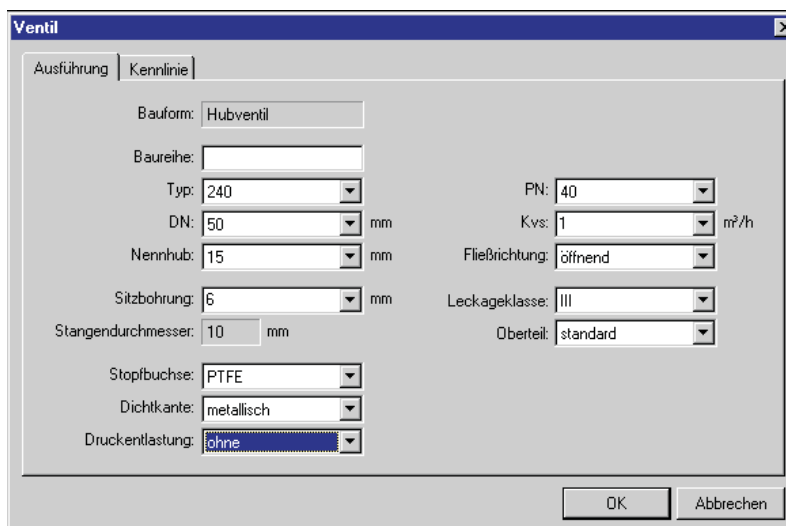 Ventil
Ausführung Kennlinie
Bauform: Hubventil
Baureihe:
Typ: 240 PN: 40
DN: 50 mm Kvs: 1 m³/h
Nennhub: 15 mm Fließrichtung: öffnend
Sitzbohrung: 6 mm Leckageklasse: III
Stangendurchmesser: 10 mm Oberteil: standard
Stopfbuchse: PTFE
Dichtkante: metallisch
Druckentlastung: ohne
OK Abbrechen